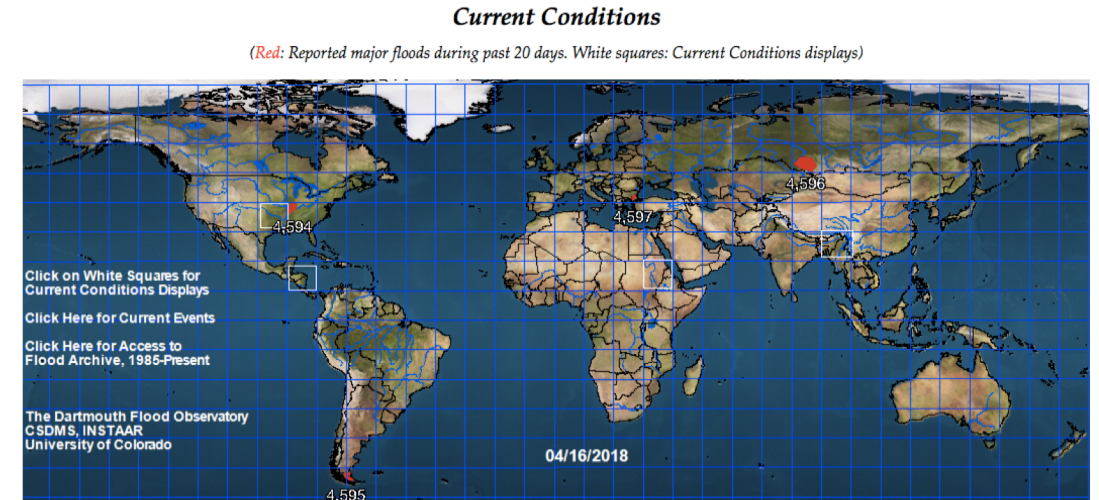 Current Conditions
(Red: Reported major floods during past 20 days. White squares: Current Conditions displays)
4,596
4,597
4,594
Click on White Squares for
Current Conditions Displays
Click Here for Current Events
Click Here for Access to
Flood Archive, 1985-Present
The Dartmouth Flood Observatory
CSDMS, INSTAAR
University of Colorado
04/16/2018
4,595